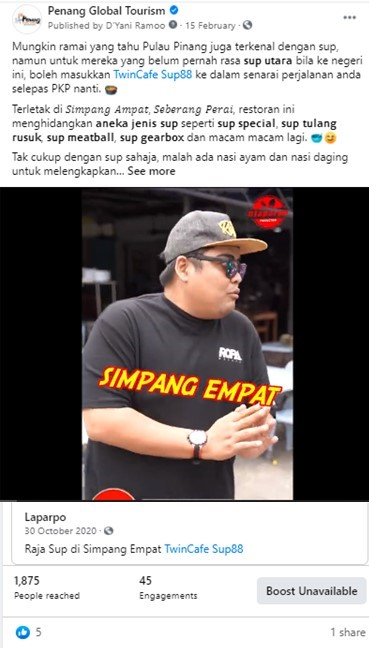 Penang Global Tourism
Published by D'Yani Ramoo · 15 February ·
Mungkin ramai yang tahu Pulau Pinang juga terkenal dengan sup,
namun untuk mereka yang belum pernah rasa sup utara bila ke negeri
ini, boleh masukkan TwinCafe Sup88 ke dalam senarai perjalanan anda
selepas PKP nanti. 🍲
Terletak di Simpang Ampat, Seberang Perai, restoran ini
menghidangkan aneka jenis sup seperti sup special, sup tulang
rusuk, sup meatball, sup gearbox dan macam macam lagi. 🥣😋
Tak cukup dengan sup sahaja, malah ada nasi ayam dan nasi daging
untuk melengkapkan... See more
ROPA
SIMPANG EMPAT
Laparpo
30 October 2020 ·
Raja Sup di Simpang Empat TwinCafe Sup88
1,875
People reached
45
Engagements
Boost Unavailable
5
1 share